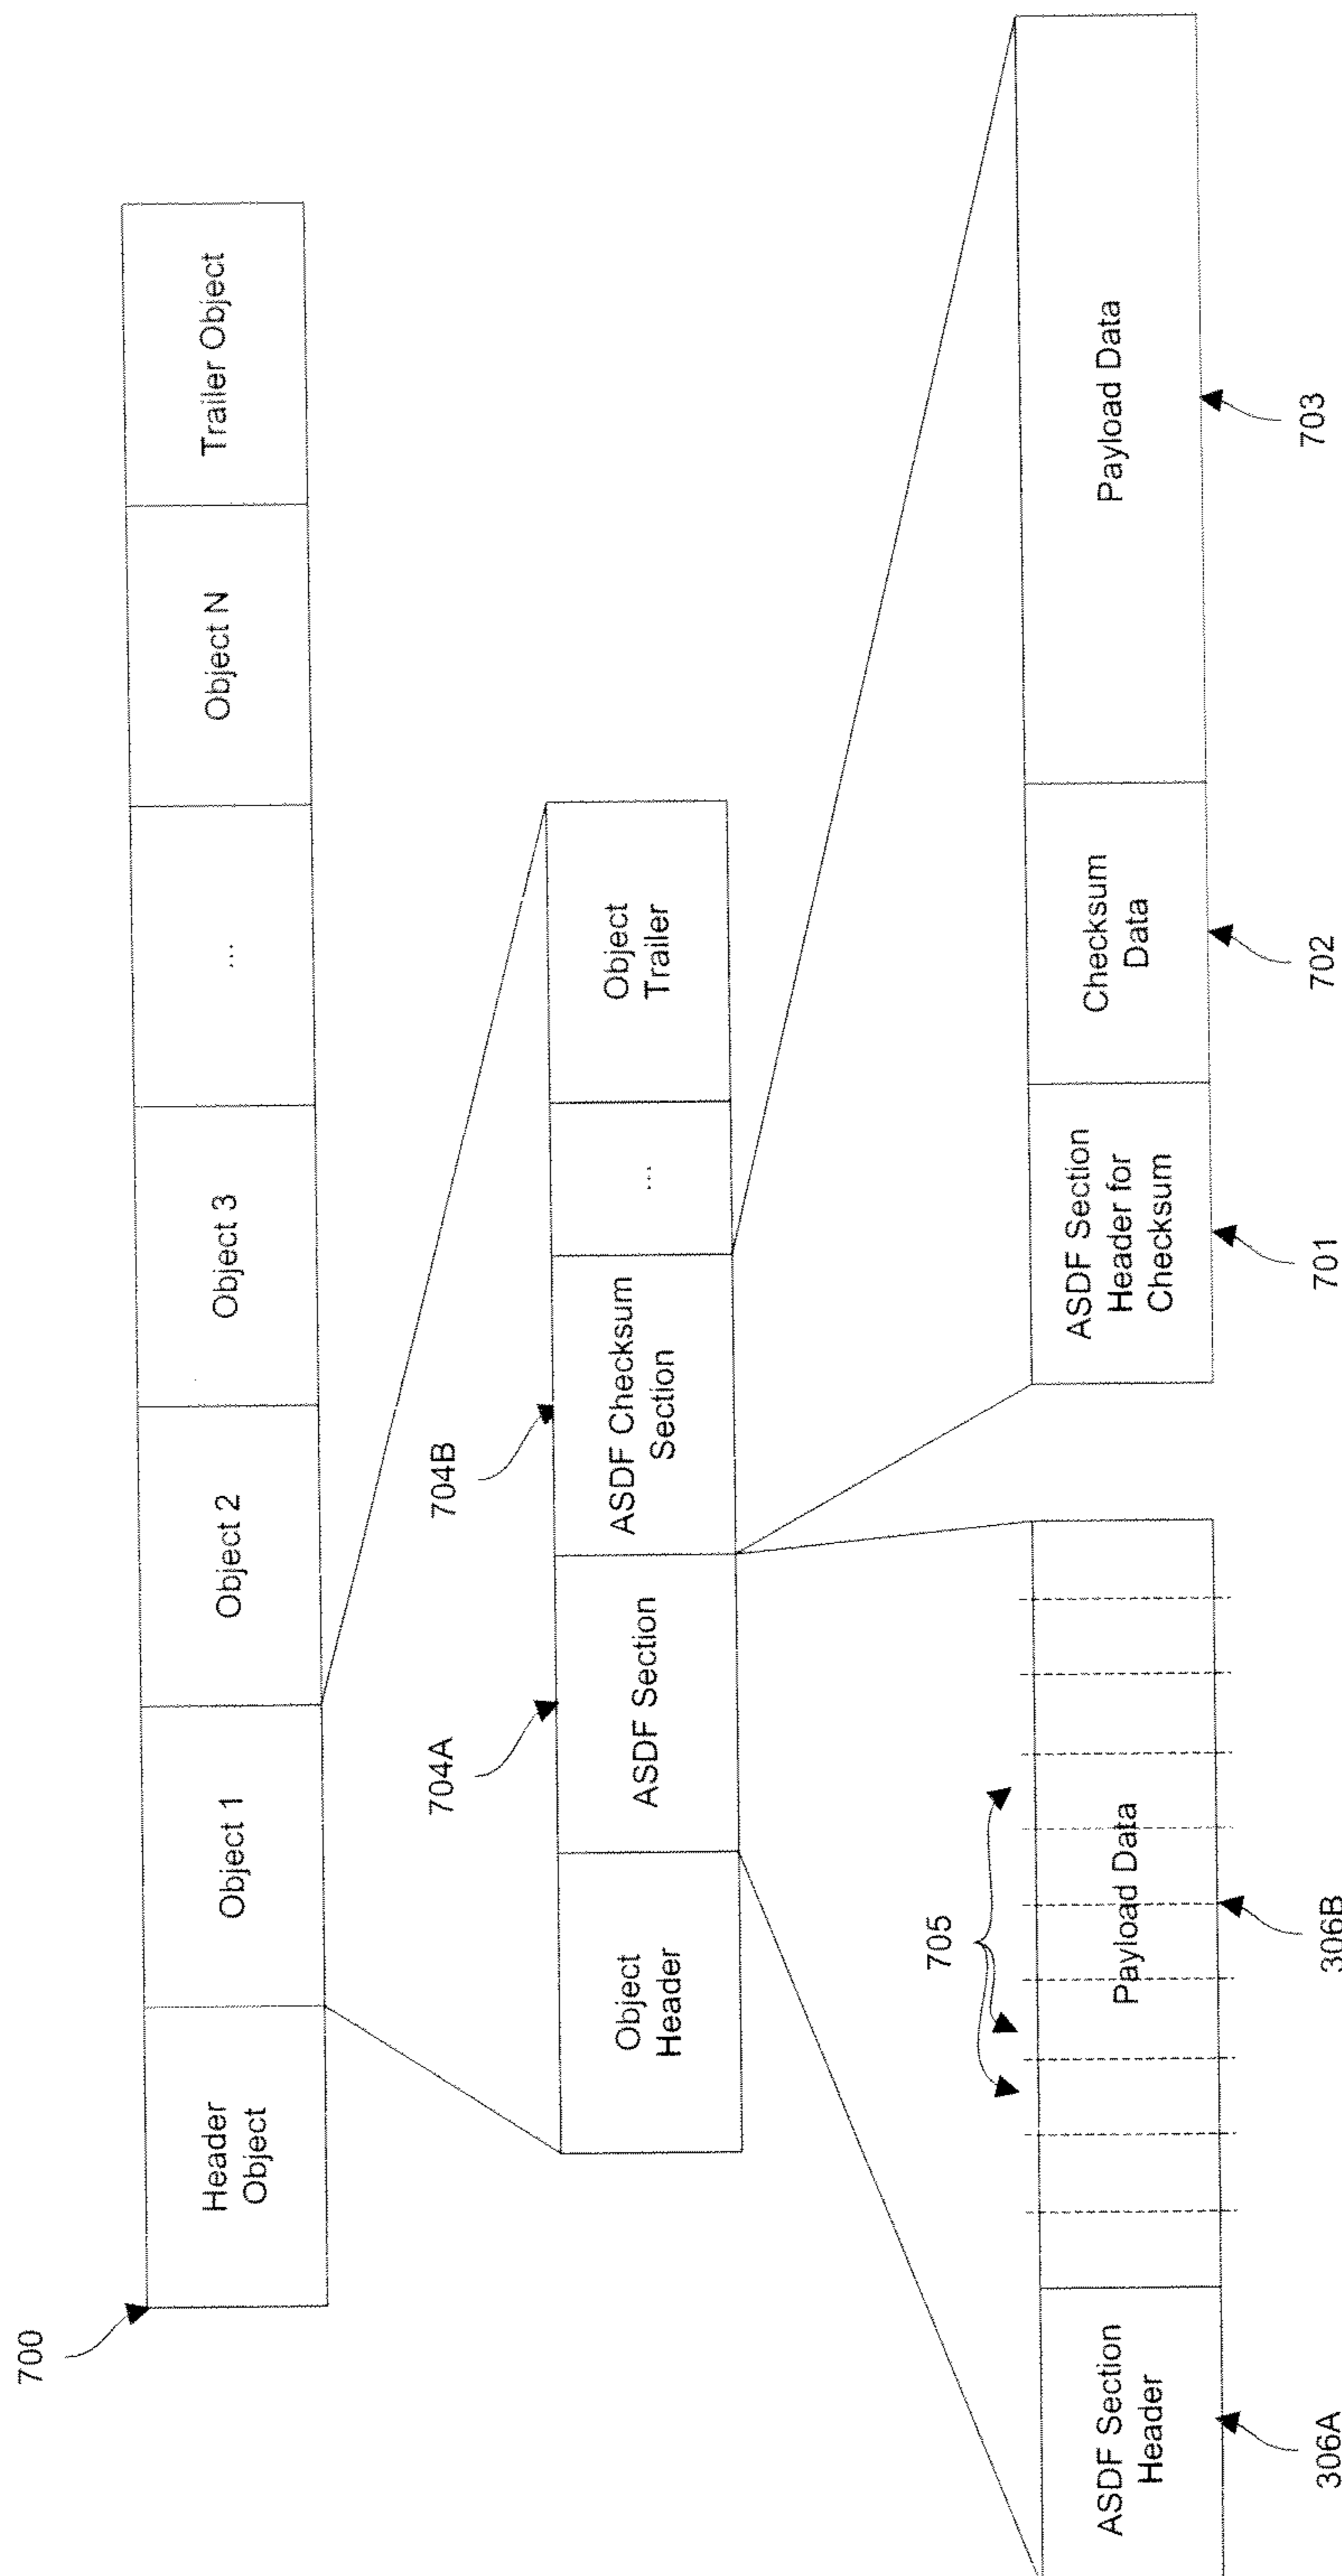 700
Header
Object
Object 1
Object 2
Object 3
...
Object N
Trailer Object
704A
704B
Object
Header
ASDF Section
ASDF Checksum
Section
...
Object
Trailer
705
ASDF Section
Header
Payload Data
306A
306B
ASDF Section
Header for
Checksum
Checksum
Data
Payload Data
701
702
703